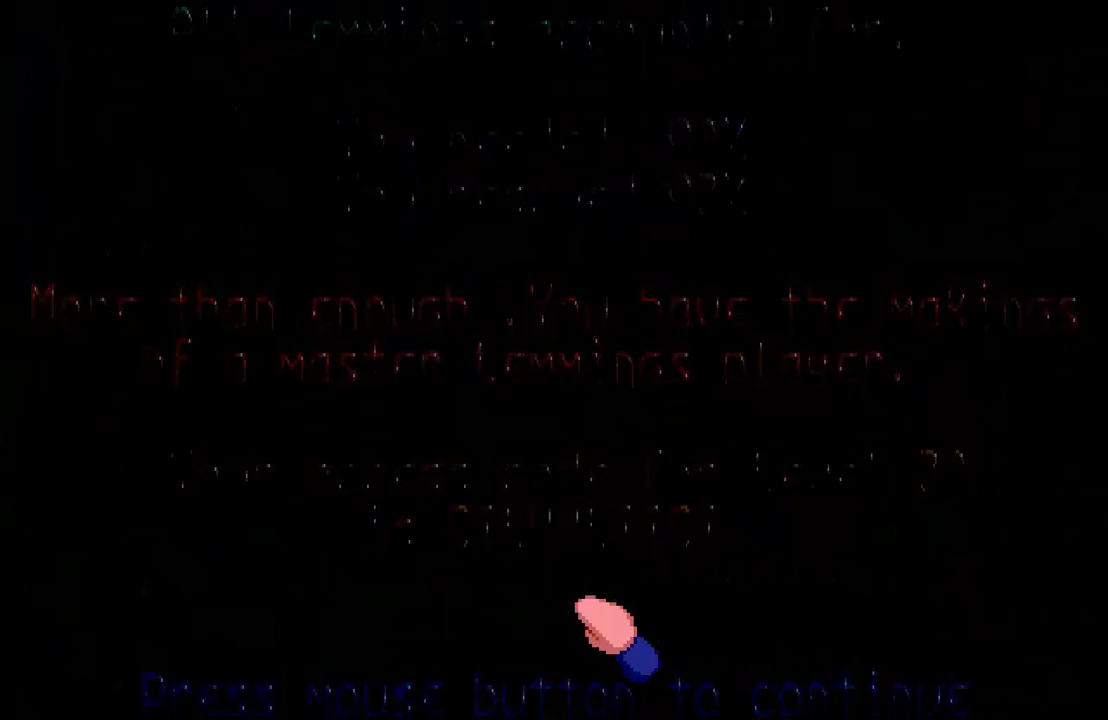 All lemmings accounted for.
You needed
You rescued
More than enough. You have the makings
of a master Lemmings player.
Your access code for Level
is
Press mouse button to continue